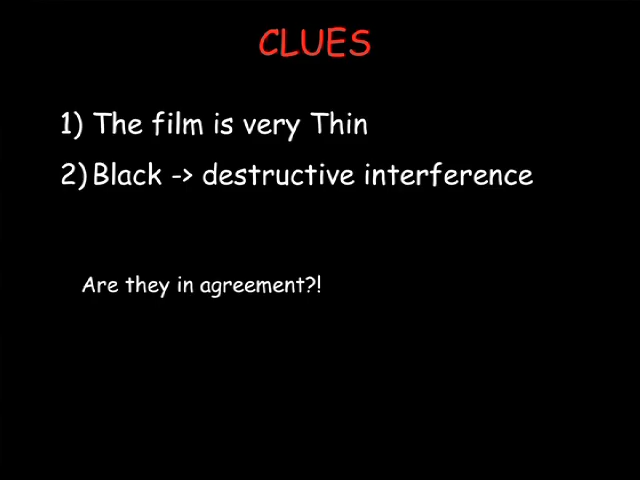 CLUES
1) The film is very Thin
2) Black -> destructive interference
Are they in agreement?!